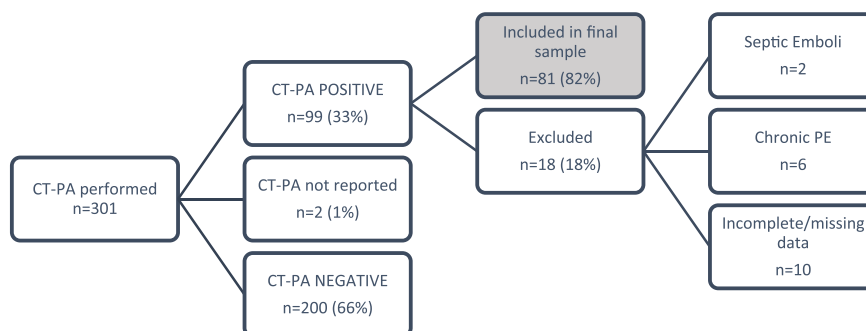 CT-PA performed
n=301
CT-PA POSITIVE
n=99 (33%)
CT-PA not reported
n=2 (1%)
CT-PA NEGATIVE
n=200 (66%)
Included in final
sample
n=81 (82%)
Excluded
n=18 (18%)
Septic Emboli
n=2
Chronic PE
n=6
Incomplete/missing
data
n=10